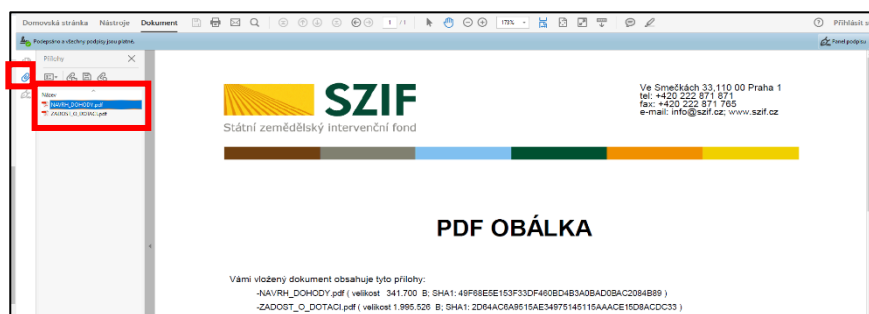 Domovská stránka Nástroje Dokument 1 / 1 173% Přihlásit s
Podepsáno a všechny podpisy jsou platné. Panel podpisu
Přílohy
Název
NAVRH_DOHODY.pdf
ZADOST_O_DOTACI.pdf
SZIF
Státní zemědělský intervenční fond
Ve Smečkách 33,110 00 Praha 1
tel: +420 222 871 871
fax: +420 222 871 765
e-mail: info@szif.cz; www.szif.cz
PDF OBÁLKA
Vámi vložený dokument obsahuje tyto přílohy:
-NAVRH_DOHODY.pdf ( velikost 341.700 B; SHA1: 49F68E5E153F33DF460BD4B3A0BAD0BAC2084B89 )
-ZADOST_O_DOTACI.pdf ( velikost 1.995.526 B; SHA1: 2D64AC6A9515AE34975145115AAACE15D8ACDC33 )